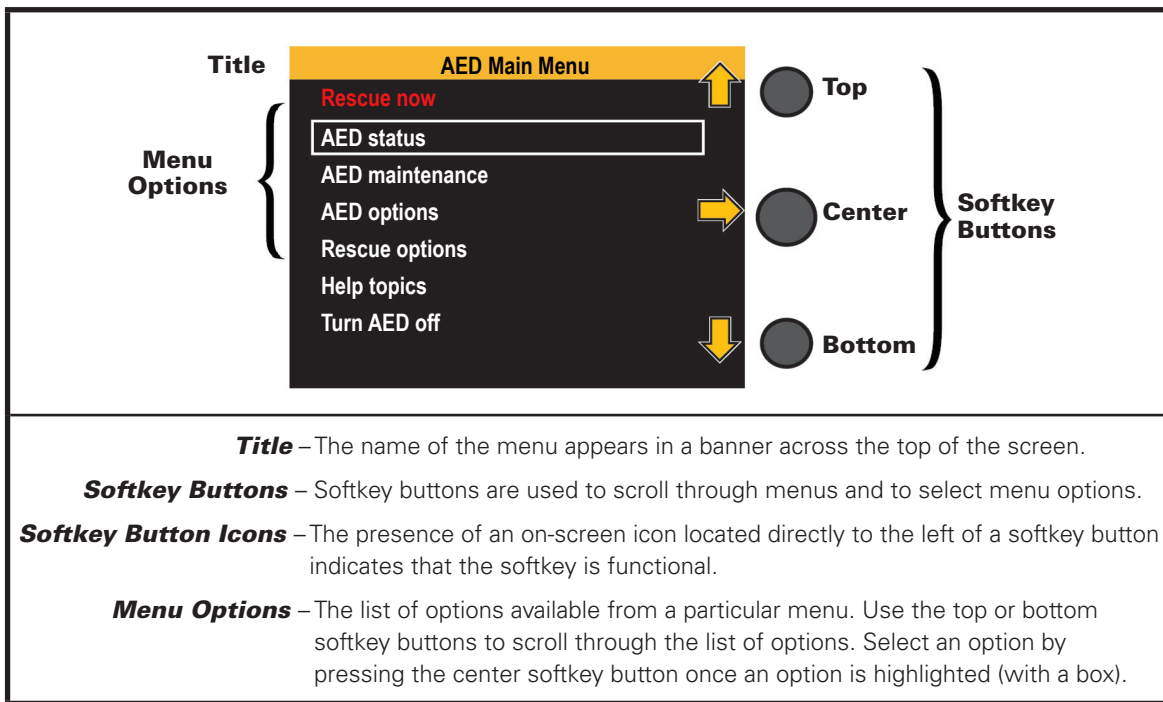 Title
AED Main Menu
Rescue now
AED status
AED maintenance
AED options
Rescue options
Help topics
Turn AED off
Menu
Options
Top
Center
Bottom
Softkey
Buttons
Title – The name of the menu appears in a banner across the top of the screen.
Softkey Buttons – Softkey buttons are used to scroll through menus and to select menu options.
Softkey Button Icons – The presence of an on-screen icon located directly to the left of a softkey button
indicates that the softkey is functional.
Menu Options – The list of options available from a particular menu. Use the top or bottom
softkey buttons to scroll through the list of options. Select an option by
pressing the center softkey button once an option is highlighted (with a box).